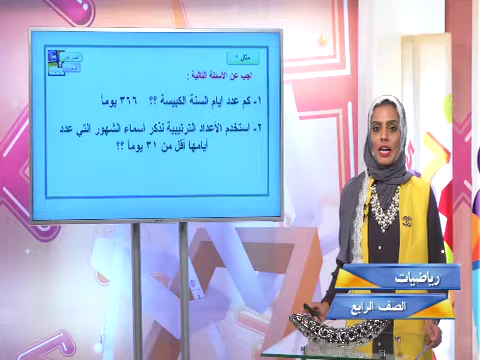 مثال ٢
اجب عن الاسئلة التالية :
١- كم عدد ايام السنة الكبيسة ؟؟ ٣٦٦ يوماً
٢- استخدم الأعداد الترتيبية لذكر أسماء الشهور التي عدد
أيامها أقل من ٣١ يوماً ؟؟
رياضيات
الصف الرابع